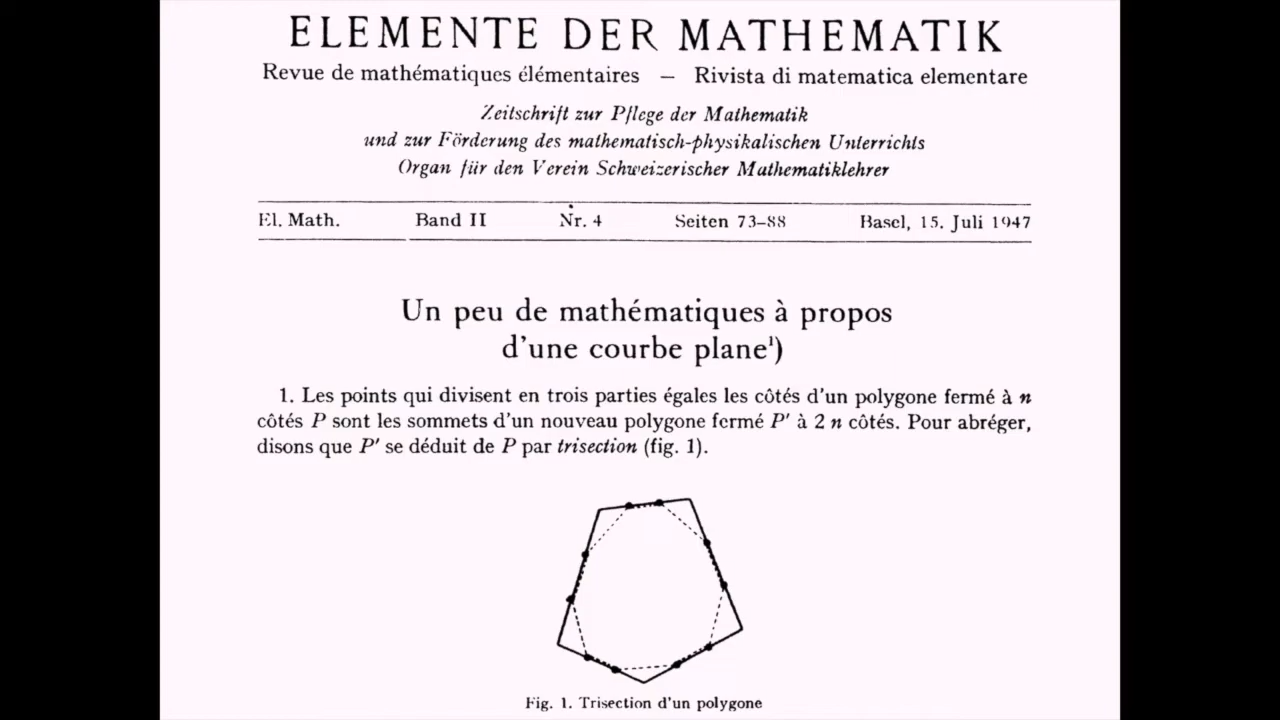 ELEMENTE DER MATHEMATIK
Revue de mathématiques élémentaires — Rivista di matematica elementare
Zeitschrift zur Pflege der Mathematik
und zur Förderung des mathematisch-physikalischen Unterrichts
Organ für den Verein Schweizerischer Mathematiklehrer
El. Math. Band II Nr. 4 Seiten 73–88 Basel, 15. Juli 1947
Un peu de mathématiques à propos
d'une courbe plane¹)
1. Les points qui divisent en trois parties égales les côtés d'un polygone fermé à n
côtés P sont les sommets d'un nouveau polygone fermé P' à 2 n côtés. Pour abréger,
disons que P' se déduit de P par trisection (fig. 1).
Fig. 1. Trisection d'un polygone